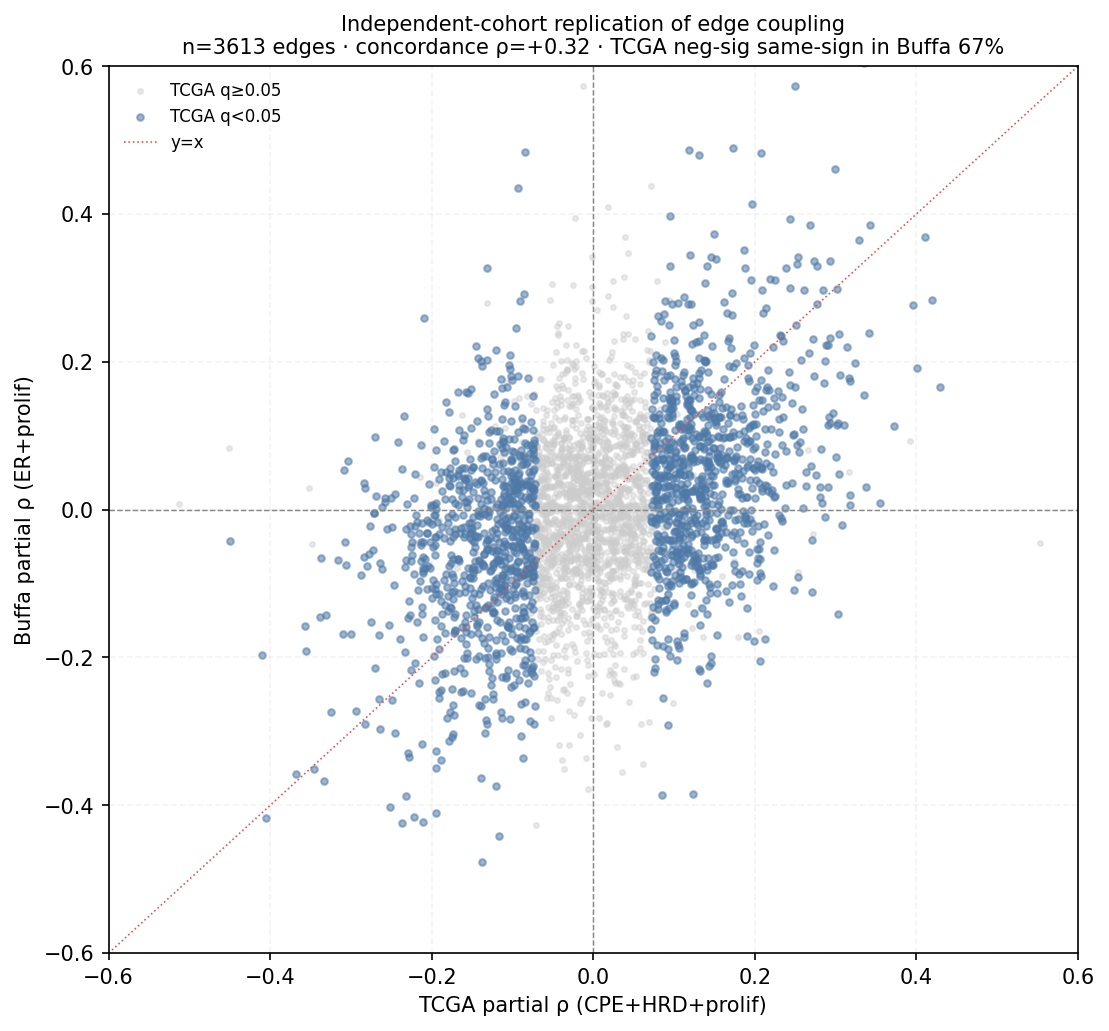 Independent-cohort replication of edge coupling
n=3613 edges · concordance ρ=+0.32 · TCGA neg-sig same-sign in Buffa 67%
TCGA q≥0.05
TCGA q<0.05
y=x
Buffa partial ρ (ER+prolif)
0.6
0.4
0.2
0.0
−0.2
−0.4
−0.6
−0.6
−0.4
−0.2
0.0
0.2
0.4
0.6
TCGA partial ρ (CPE+HRD+prolif)